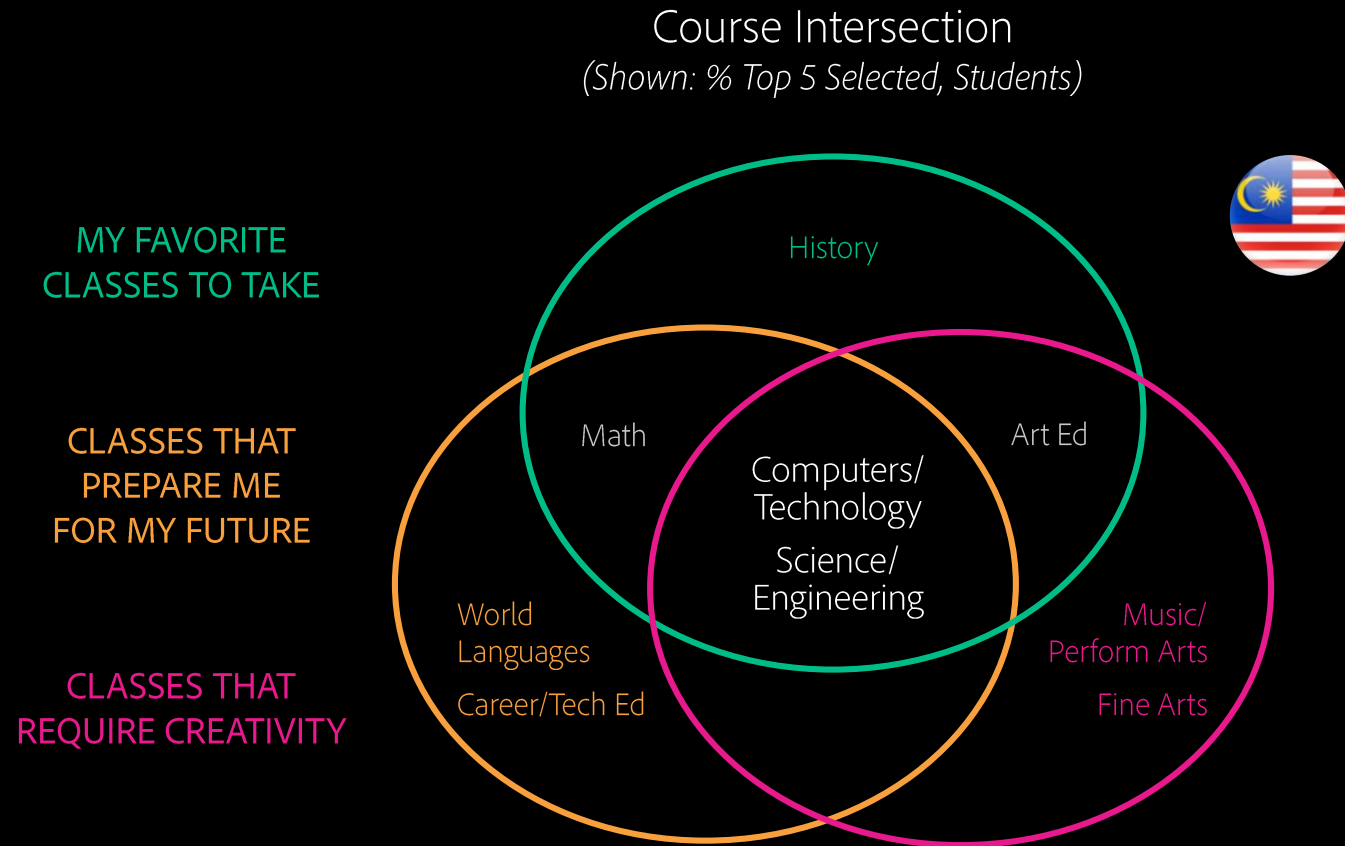 Course Intersection
(Shown: % Top 5 Selected, Students)
MY FAVORITE
CLASSES TO TAKE
CLASSES THAT
PREPARE ME
FOR MY FUTURE
CLASSES THAT
REQUIRE CREATIVITY
History
Math
Art Ed
Computers/
Technology
Science/
Engineering
World
Languages
Career/Tech Ed
Music/
Perform Arts
Fine Arts